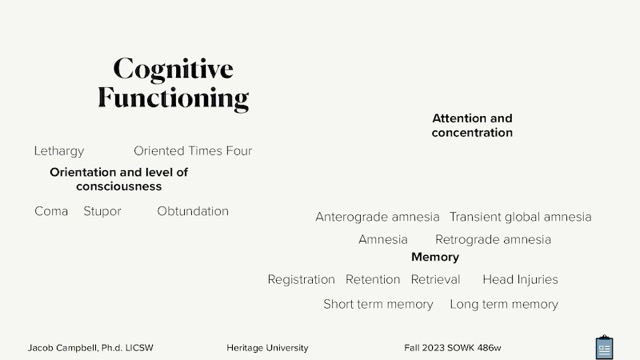 Cognitive
Functioning
Attention and
concentration
Lethargy Oriented Times Four
Orientation and level of
consciousness
Coma Stupor Obtundation
Anterograde amnesia Transient global amnesia
Amnesia Retrograde amnesia
Memory
Registration Retention Retrieval Head Injuries
Short term memory Long term memory
Jacob Campbell, Ph.d. LICSW Heritage University Fall 2023 SOWK 486w